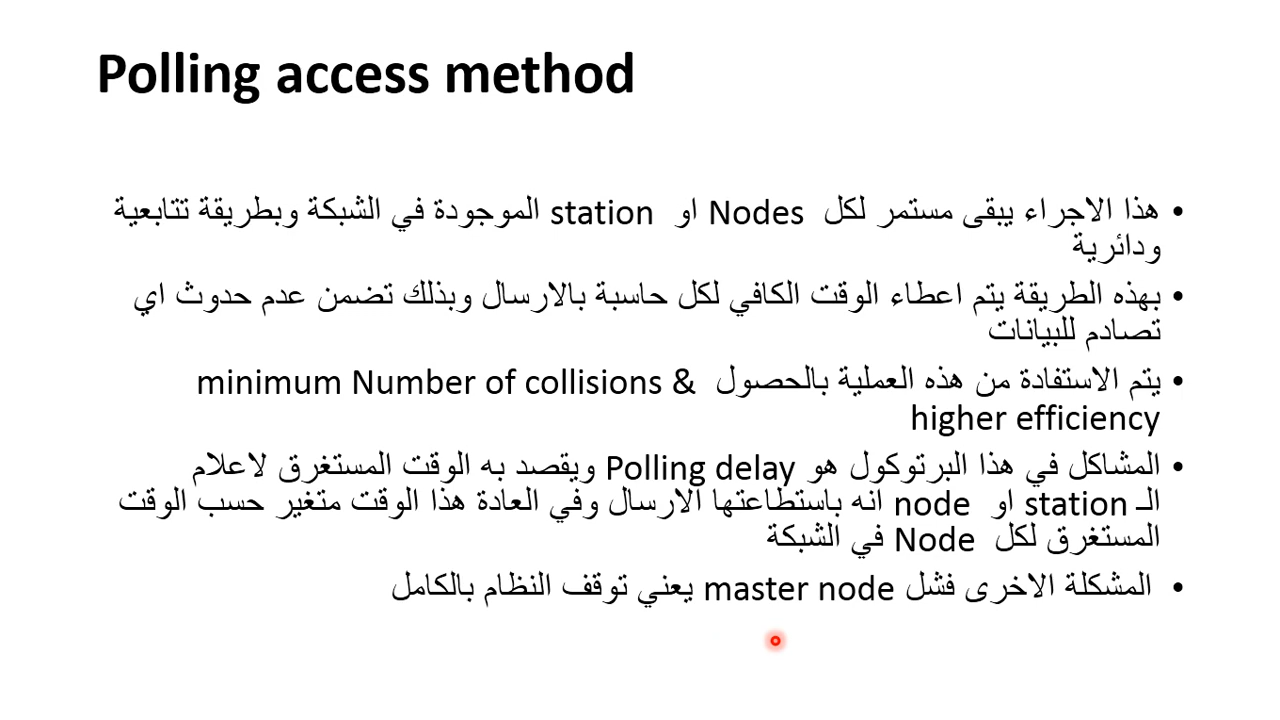 Polling access method
• هذا الاجراء يبقى مستمر لكل Nodes او station الموجودة في الشبكة وبطريقة تتابعية
ودائرية
• بهذه الطريقة يتم اعطاء الوقت الكافي لكل حاسبة بالارسال وبذلك تضمن عدم حدوث اي
تصادم للبيانات
• يتم الاستفادة من هذه العملية بالحصول minimum Number of collisions &
higher efficiency
• المشاكل في هذا البرتوكول هو Polling delay ويقصد به الوقت المستغرق لاعلام
الـ station او node انه باستطاعتها الارسال وفي العادة هذا الوقت متغير حسب الوقت
المستغرق لكل Node في الشبكة
• المشكلة الاخرى فشل master node يعني توقف النظام بالكامل